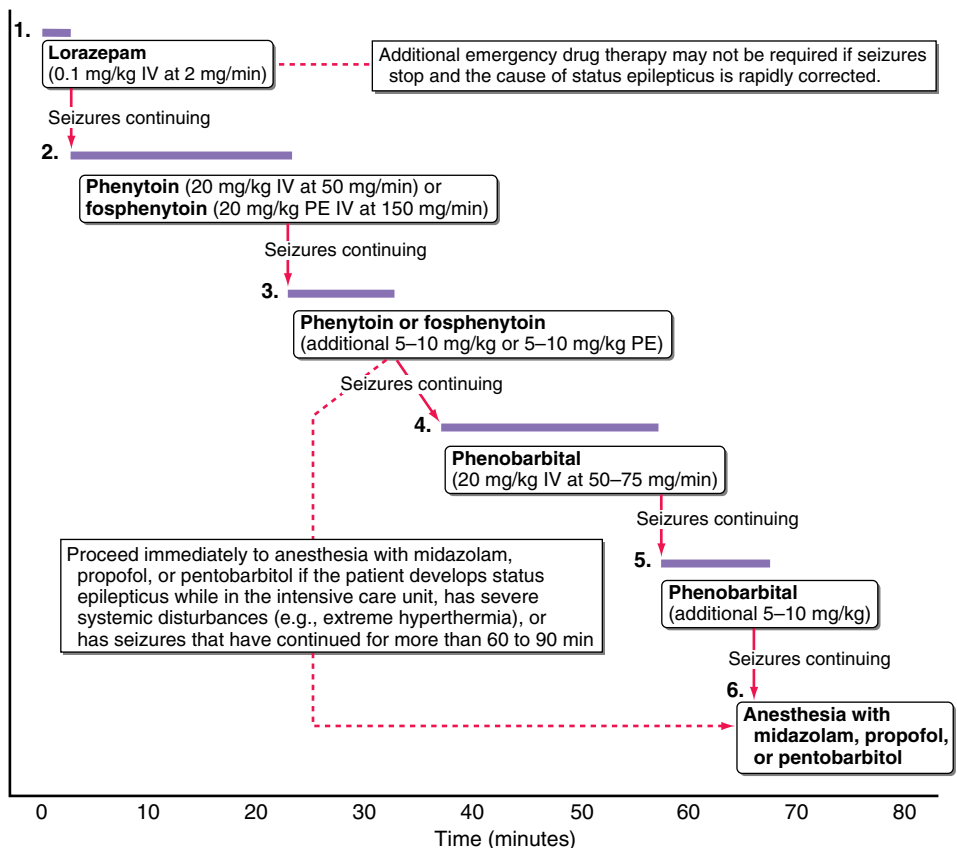 1.
Lorazepam
(0.1 mg/kg IV at 2 mg/min)
Additional emergency drug therapy may not be required if seizures
stop and the cause of status epilepticus is rapidly corrected.
Seizures continuing
2.
Phenytoin (20 mg/kg IV at 50 mg/min) or
fosphenytoin (20 mg/kg PE IV at 150 mg/min)
Seizures continuing
3.
Phenytoin or fosphenytoin
(additional 5–10 mg/kg or 5–10 mg/kg PE)
Seizures continuing
4.
Phenobarbital
(20 mg/kg IV at 50–75 mg/min)
Seizures continuing
Proceed immediately to anesthesia with midazolam,
propofol, or pentobarbitol if the patient develops status
epilepticus while in the intensive care unit, has severe
systemic disturbances (e.g., extreme hyperthermia), or
has seizures that have continued for more than 60 to 90 min
5.
Phenobarbital
(additional 5–10 mg/kg)
Seizures continuing
6.
Anesthesia with
midazolam, propofol,
or pentobarbitol
0 10 20 30 40 50 60 70 80
Time (minutes)